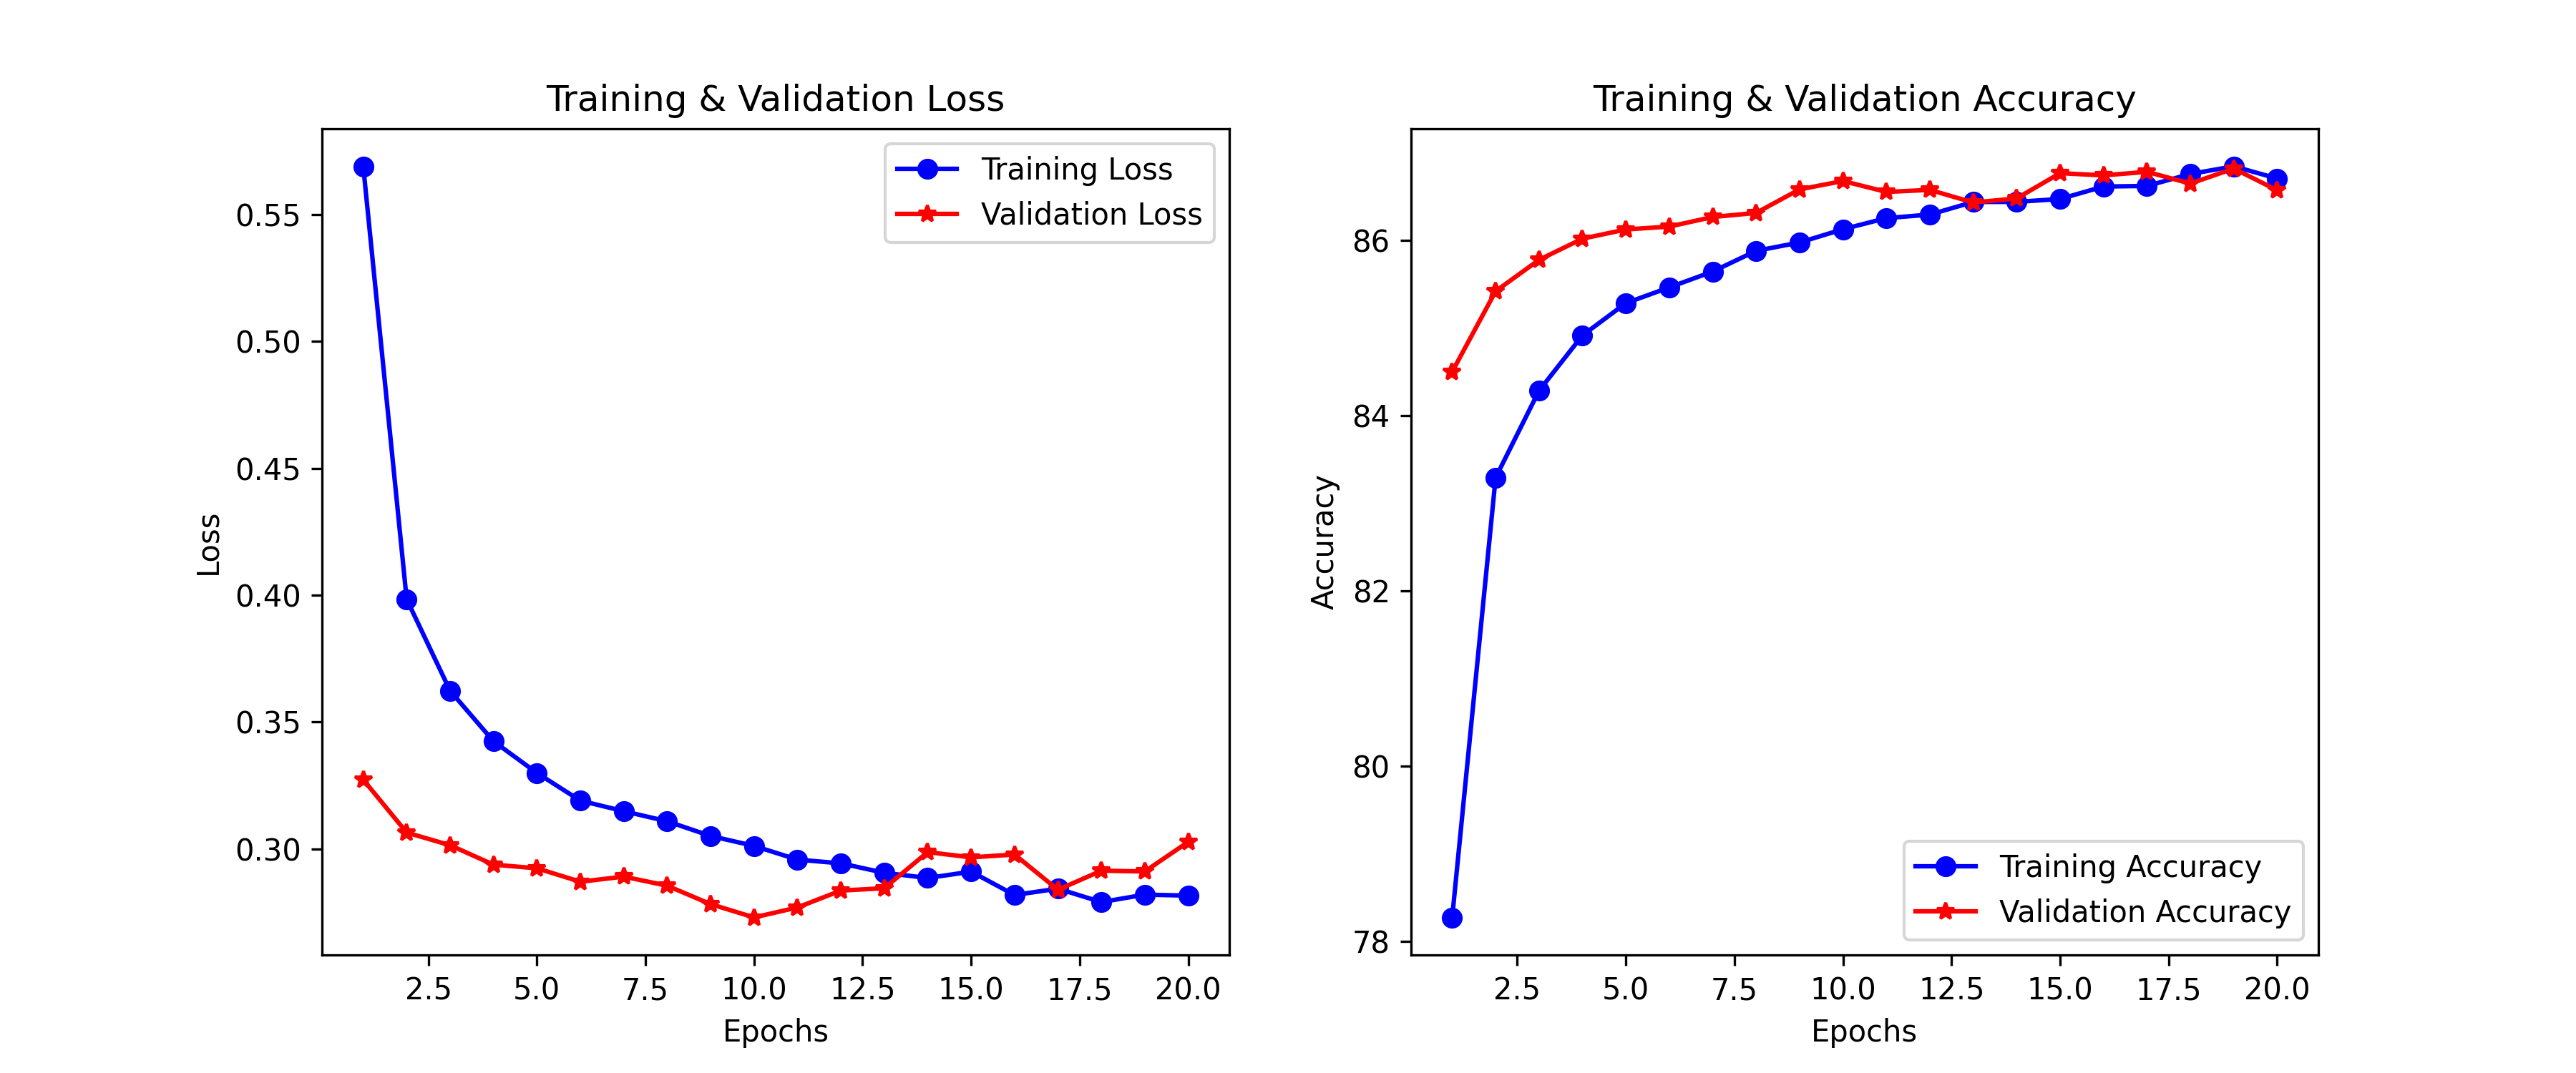 Training & Validation Loss
Training Loss
Validation Loss
0.55
0.50
0.45
0.40
0.35
0.30
Loss
2.5 5.0 7.5 10.0 12.5 15.0 17.5 20.0
Epochs
Training & Validation Accuracy
86
84
82
80
78
Accuracy
Training Accuracy
Validation Accuracy
2.5 5.0 7.5 10.0 12.5 15.0 17.5 20.0
Epochs